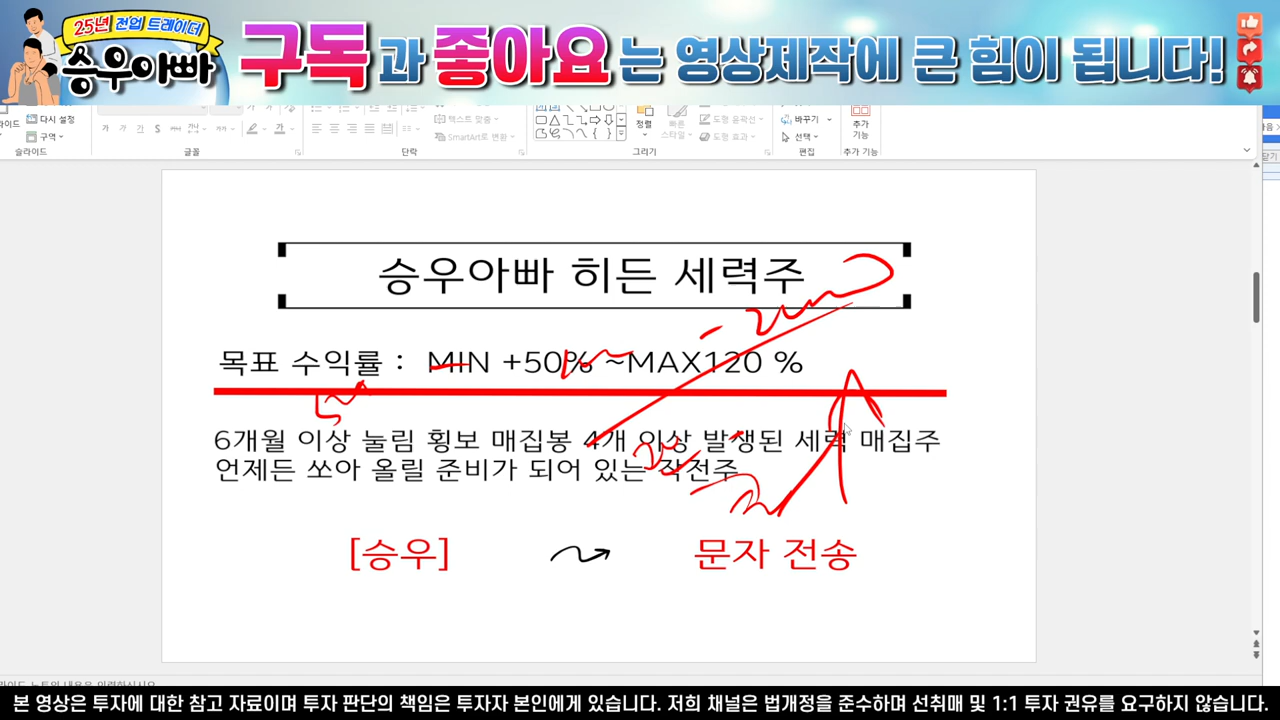 25년 전업 트레이더
승우아빠
구독과 좋아요는 영상제작에 큰 힘이 됩니다!
다시 설정
구역
슬라이드
글꼴
텍스트 맞춤
SmartArt로 변환
단락
정렬
빠른 스타일
도형 윤곽선
도형 효과
그리기
바꾸기
선택
편집
추가 기능
추가 기능
승우아빠 히든 세력주
목표 수익률 : MIN +50% ~MAX120 %
6개월 이상 눌림 횡보 매집봉 4개 이상 발생된 세력 매집주
언제든 쏘아 올릴 준비가 되어 있는 작전주
[승우] 문자 전송
본 영상은 투자에 대한 참고 자료이며 투자 판단의 책임은 투자자 본인에게 있습니다. 저희 채널은 법개정을 준수하며 선취매 및 1:1 투자 권유를 요구하지 않습니다.